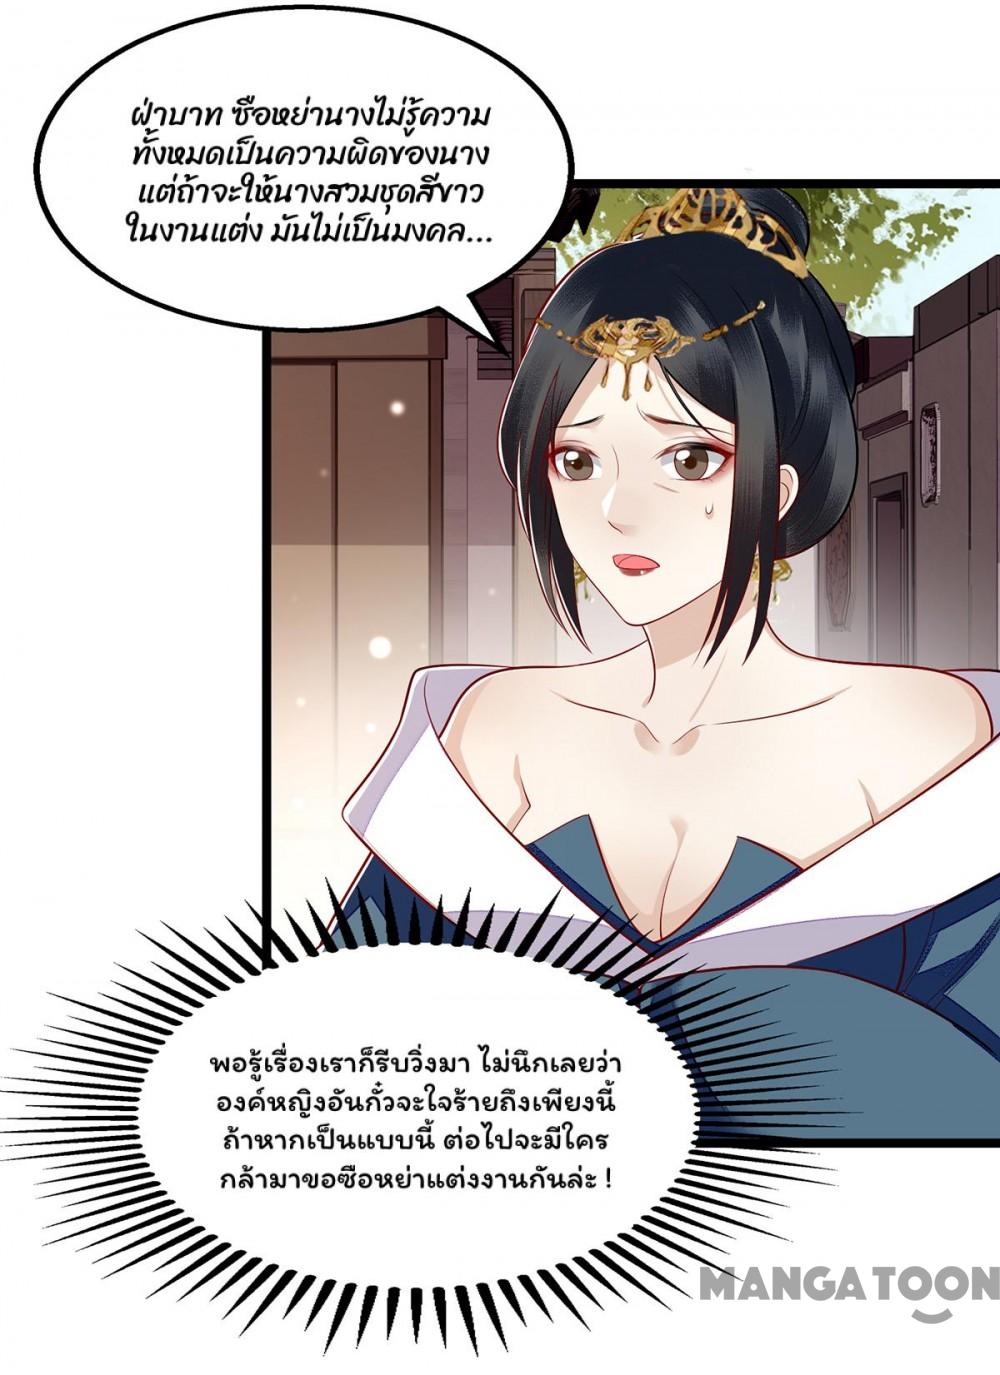 ฝ่าบาท ซือหย่านางไม่รู้ความ
ทั้งหมดเป็นความผิดของนาง
แต่ถ้าจะให้นางสวมชุดสีขาว
ในงานแต่ง มันไม่เป็นมงคล...
พอรู้เรื่องเราก็รีบวิ่งมา ไม่นึกเลยว่า
องค์หญิงอันกั๋วจะใจร้ายถึงเพียงนี้
ถ้าหากเป็นแบบนี้ ต่อไปจะมีใคร
กล้ามาขอซือหย่าแต่งงานกันล่ะ !
MANGA TOON